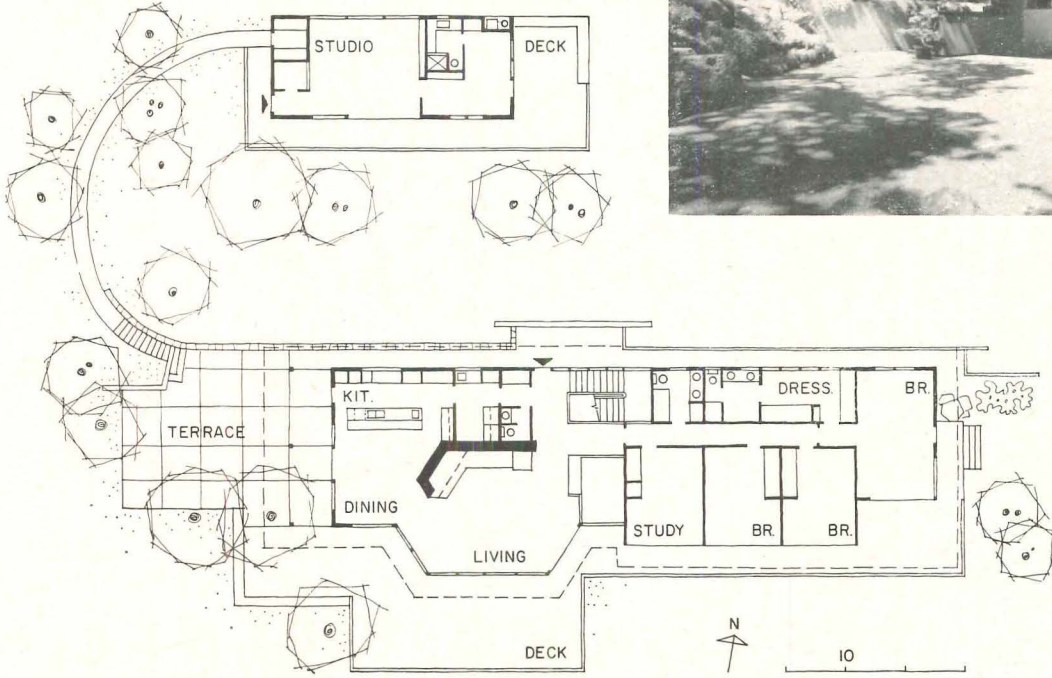 STUDIO
DECK
KIT.
DRESS.
BR.
TERRACE
DINING
STUDY
BR.
BR.
LIVING
DECK
N
10